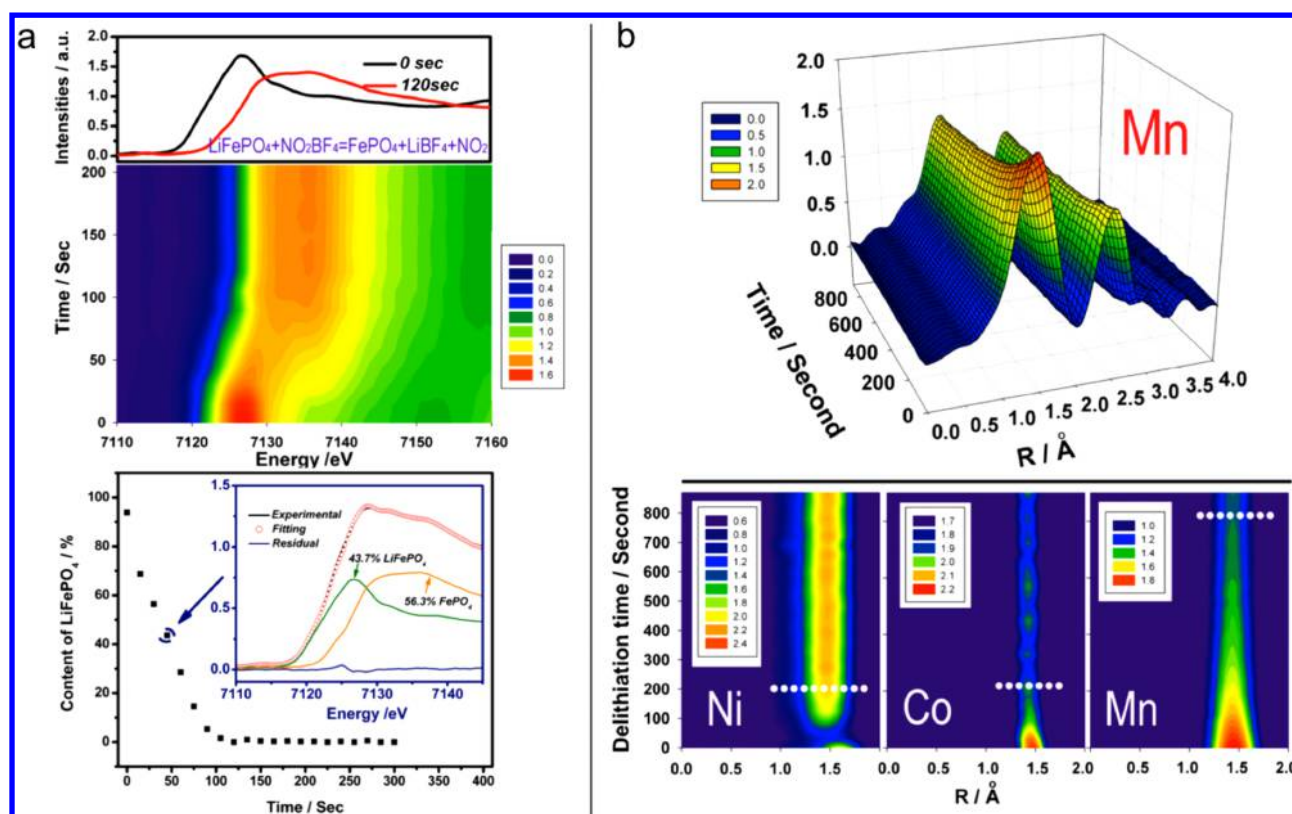 a
Intensities / a.u.
2.0
1.5
1.0
0.5
0.0
0 sec
120sec
LiFePO₄+NO₂BF₄=FePO₄+LiBF₄+NO₂
Time / Sec
200
150
100
50
0
7110 7120 7130 7140 7150 7160
Energy /eV
0.0
0.2
0.4
0.6
0.8
1.0
1.2
1.4
1.6
Content of LiFePO₄ / %
100
80
60
40
20
0
0 50 100 150 200 250 300 350 400
Time / Sec
1.5
1.0
0.5
0.0
Experimental
Fitting
Residual
43.7% LiFePO₄
56.3% FePO₄
7110 7120 7130 7140
Energy /eV
b
2.0
1.5
1.0
0.5
0.0
0.0
0.5
1.0
1.5
2.0
Mn
800
600
400
200
0
Time / Second
0.0 0.5 1.0 1.5 2.0 2.5 3.0 3.5 4.0
R / Å
Delithiation time / Second
800
700
600
500
400
300
200
100
0
0.6
0.8
1.0
1.2
1.4
1.6
1.8
2.0
2.2
2.4
Ni
1.7
1.8
1.9
2.0
2.1
2.2
Co
1.0
1.2
1.4
1.6
1.8
Mn
0.0 0.5 1.0 1.5 0.0 0.5 1.0 1.5 0.0 0.5 1.0 1.5 2.0
R / Å